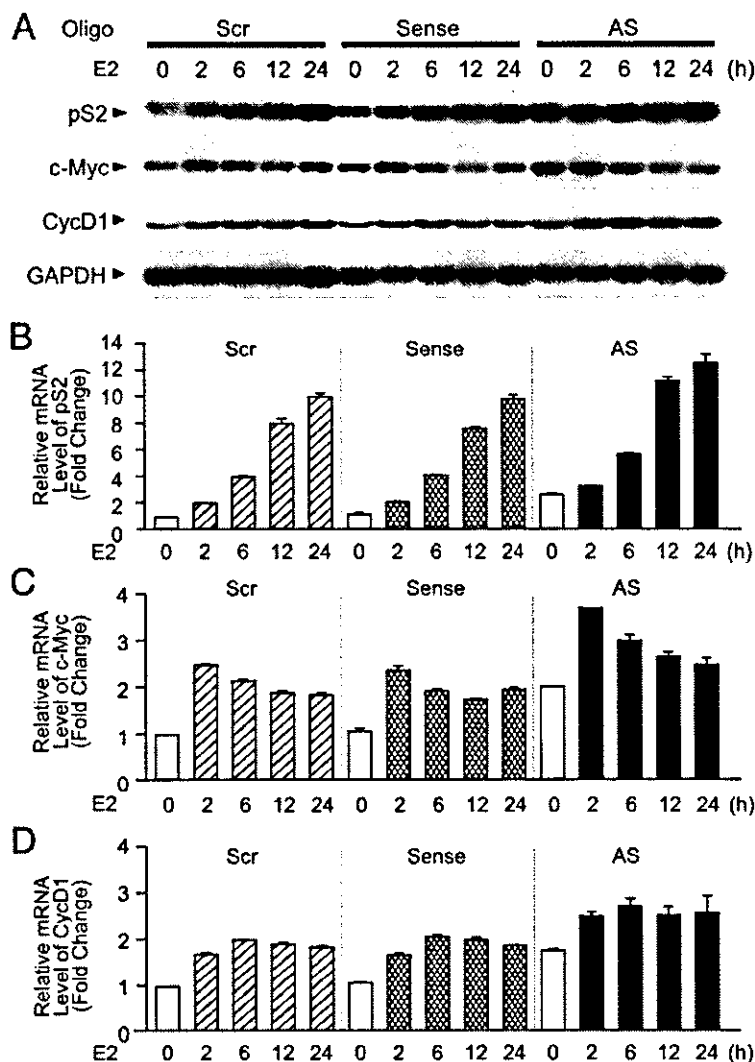 A Oligo Scr Sense AS
E2 0 2 6 12 24 0 2 6 12 24 0 2 6 12 24 (h)
pS2
c-Myc
CycD1
GAPDH
B
Relative mRNA
Level of pS2
(Fold Change)
14
12
10
8
6
4
2
0
Scr Sense AS
E2 0 2 6 12 24 0 2 6 12 24 0 2 6 12 24 (h)
C
Relative mRNA
Level of c-Myc
(Fold Change)
4
3
2
1
0
Scr Sense AS
E2 0 2 6 12 24 0 2 6 12 24 0 2 6 12 24 (h)
D
Relative mRNA
Level of CycD1
(Fold Change)
4
3
2
1
0
Scr Sense AS
E2 0 2 6 12 24 0 2 6 12 24 0 2 6 12 24 (h)